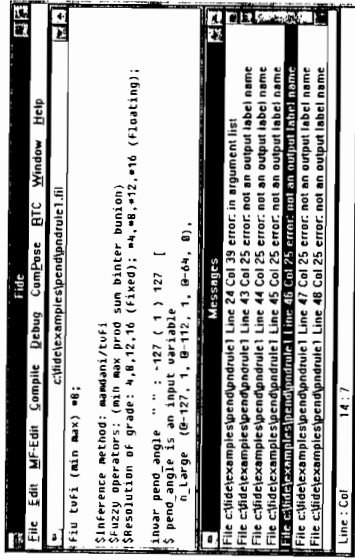 Fide
File Edit MF-Edit Compile Debug ComPose RTC Window Help
c:\fide\examples\pend\pndrule1.fil
fiu tufi (min max) *8;
$Inference method: mamdani/tufi
$Fuzzy operators: (min max prod sum binter bunion)
$Resolution of grade: 4,8,12,16 (fixed); *4,*8,*12,*16 (floating);
invar pend_angle " " : -127 ( 1 ) 127 [
$ pend_angle is an input variable
n_large (@-127, 1, @-112, 1, @-64, 0),
Messages
File c:\fide\examples\pend\pndrule1 Line 24 Col 39 error: in argument list
File c:\fide\examples\pend\pndrule1 Line 43 Col 25 error: not an output label name
File c:\fide\examples\pend\pndrule1 Line 44 Col 25 error: not an output label name
File c:\fide\examples\pend\pndrule1 Line 45 Col 25 error: not an output label name
File c:\fide\examples\pend\pndrule1 Line 46 Col 25 error: not an output label name
File c:\fide\examples\pend\pndrule1 Line 47 Col 25 error: not an output label name
File c:\fide\examples\pend\pndrule1 Line 48 Col 25 error: not an output label name
Line : Col 14 : 7